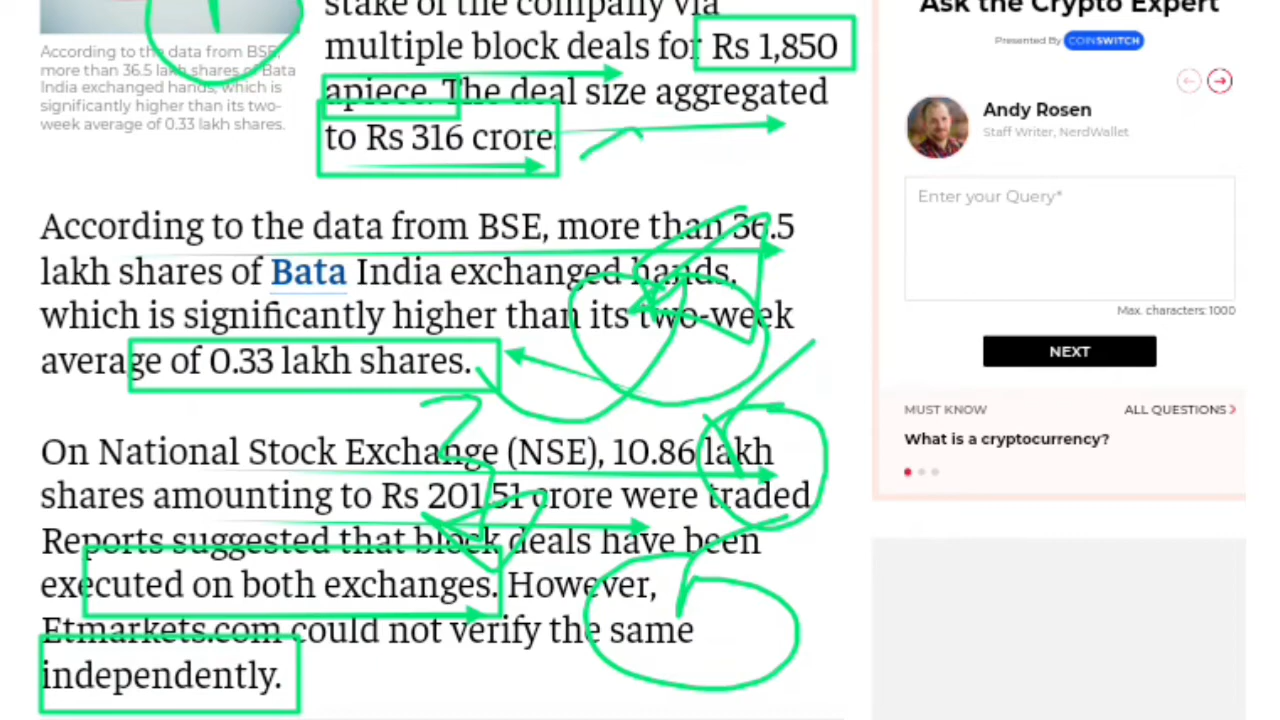 According to the data from BSE,
more than 36.5 lakh shares of Bata
India exchanged hands, which is
significantly higher than its two-
week average of 0.33 lakh shares.
stake of the company via
multiple block deals for Rs 1,850
apiece. The deal size aggregated
to Rs 316 crore.
According to the data from BSE, more than 36.5
lakh shares of Bata India exchanged hands,
which is significantly higher than its two-week
average of 0.33 lakh shares.
On National Stock Exchange (NSE), 10.86 lakh
shares amounting to Rs 201.51 crore were traded
Reports suggested that block deals have been
executed on both exchanges. However,
Etmarkets.com could not verify the same
independently.
Ask the Crypto Expert
Presented By COINSWITCH
Andy Rosen
Staff Writer, NerdWallet
Enter your Query*
Max. characters: 1000
NEXT
MUST KNOW
ALL QUESTIONS
What is a cryptocurrency?